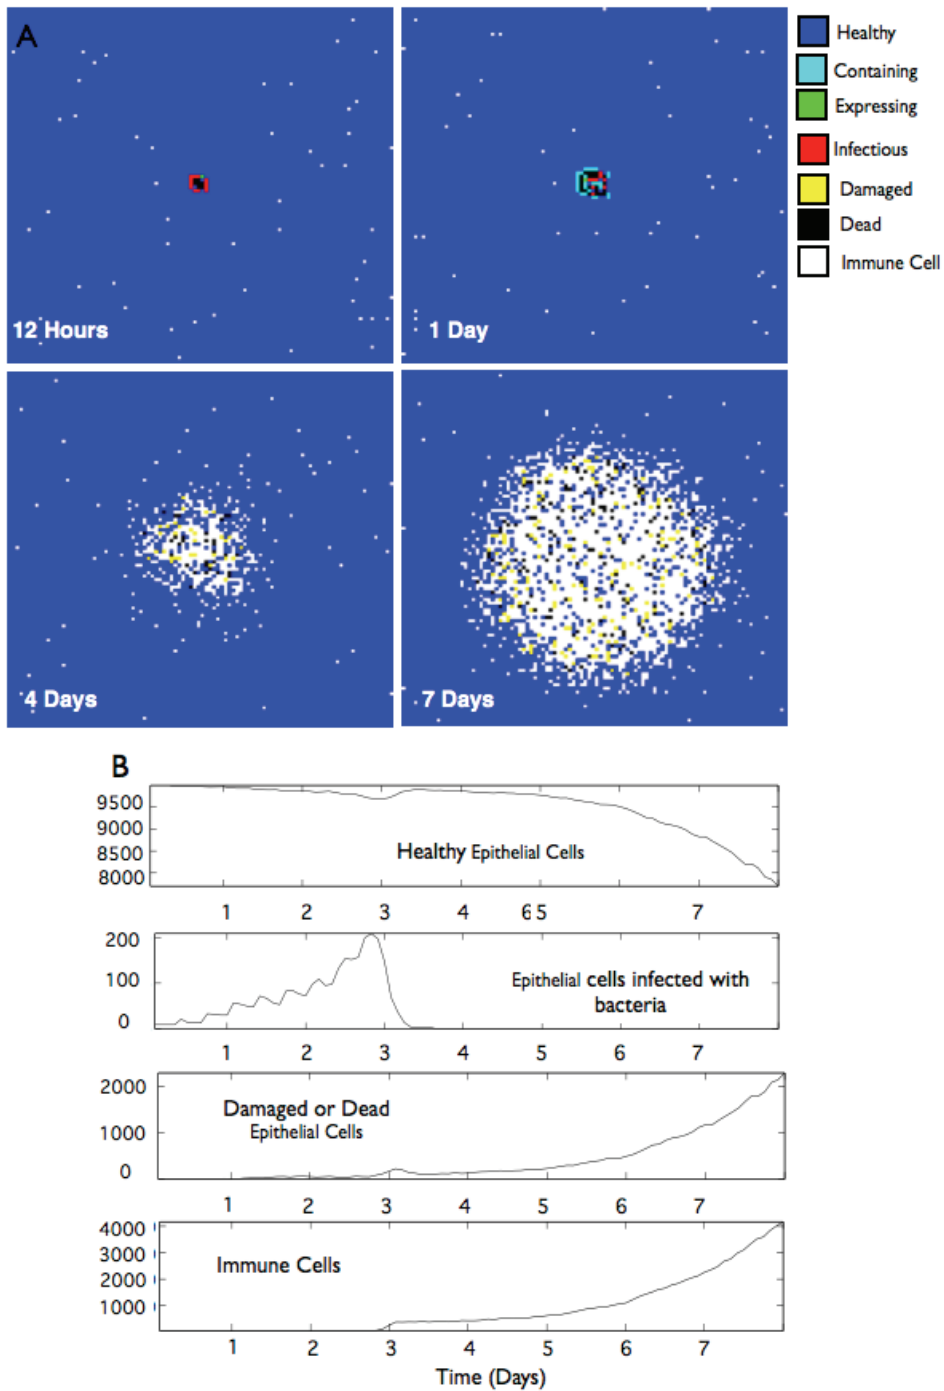 A
12 Hours
1 Day
4 Days
7 Days
Healthy
Containing
Expressing
Infectious
Damaged
Dead
Immune Cell
B
9500
9000
8500
8000
Healthy Epithelial Cells
1 2 3 4 6 5 7
200
100
0
Epithelial cells infected with
bacteria
1 2 3 4 5 6 7
2000
1000
0
Damaged or Dead
Epithelial Cells
1 2 3 4 5 6 7
4000
3000
2000
1000
Immune Cells
1 2 3 4 5 6 7
Time (Days)